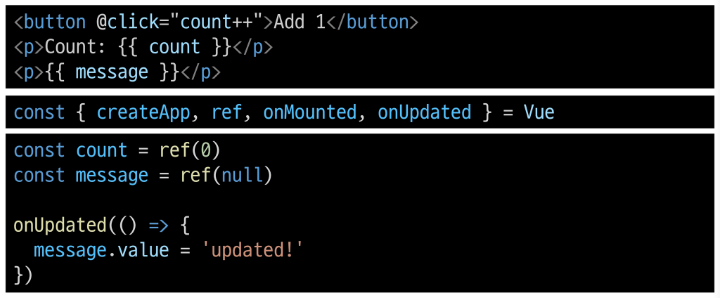 <button @click="count++">Add 1</button>
<p>Count: {{ count }}</p>
<p>{{ message }}</p>
const { createApp, ref, onMounted, onUpdated } = Vue
const count = ref(0)
const message = ref(null)
onUpdated(() => {
  message.value = 'updated!'
})